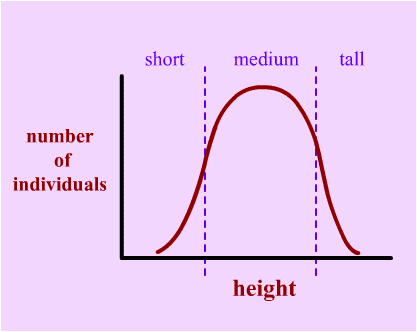 short medium tall
number
of
individuals
height